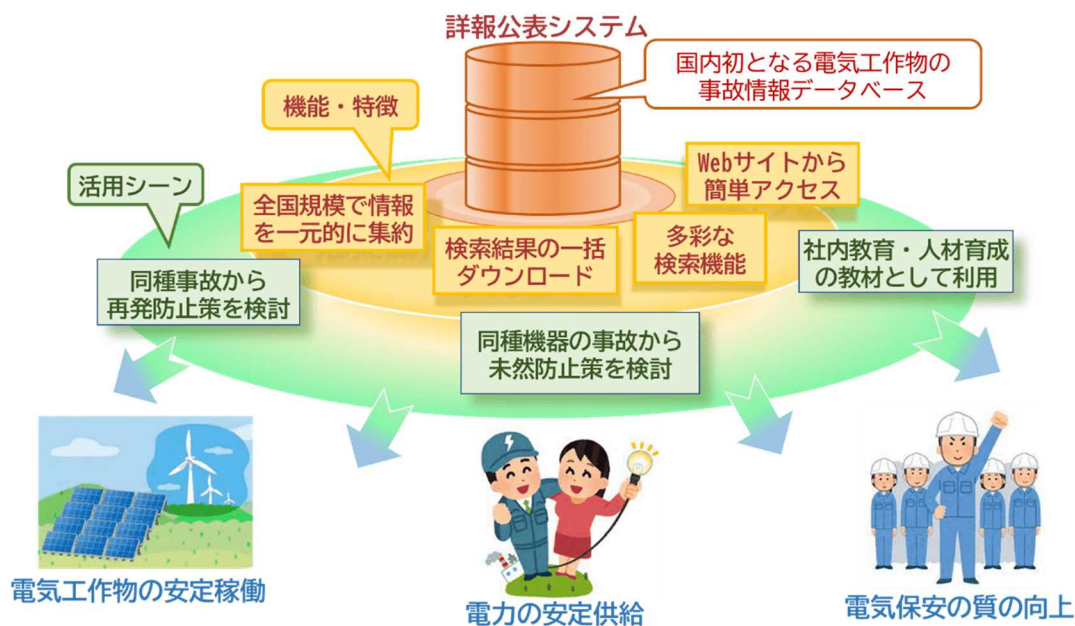 詳報公表システム
国内初となる電気工作物の
事故情報データベース
機能・特徴
Webサイトから
簡単アクセス
活用シーン
全国規模で情報
を一元的に集約
検索結果の一括
ダウンロード
多彩な
検索機能
社内教育・人材育成
の教材として利用
同種事故から
再発防止策を検討
同種機器の事故から
未然防止策を検討
電気工作物の安定稼働
電力の安定供給
電気保安の質の向上